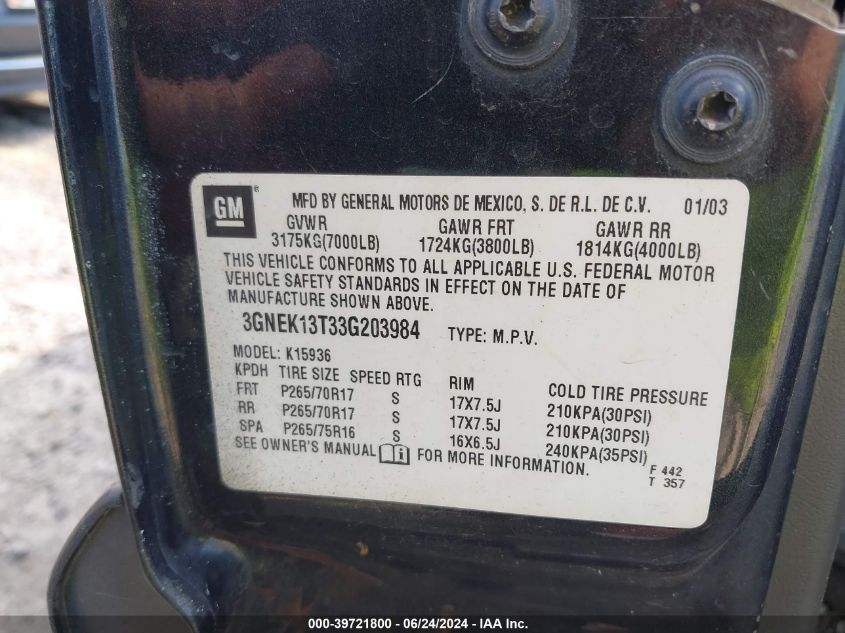 GM ® MFD BY GENERAL MOTORS DE MEXICO, S. DE R.L. DE C.V. 01/03
GVWR GAWR FRT GAWR RR
3175KG(7000LB) 1724KG(3800LB) 1814KG(4000LB)
THIS VEHICLE CONFORMS TO ALL APPLICABLE U.S. FEDERAL MOTOR
VEHICLE SAFETY STANDARDS IN EFFECT ON THE DATE OF
MANUFACTURE SHOWN ABOVE.
3GNEK13T33G203984 TYPE: M.P.V.
MODEL: K15936
KPDH TIRE SIZE SPEED RTG RIM COLD TIRE PRESSURE
FRT P265/70R17 S 17X7.5J 210KPA(30PSI)
RR P265/70R17 S 17X7.5J 210KPA(30PSI)
SPA P265/75R16 S 16X6.5J 240KPA(35PSI)
SEE OWNER'S MANUAL i FOR MORE INFORMATION.
F 442
T 357
000-39721800 - 06/24/2024 - IAA Inc.